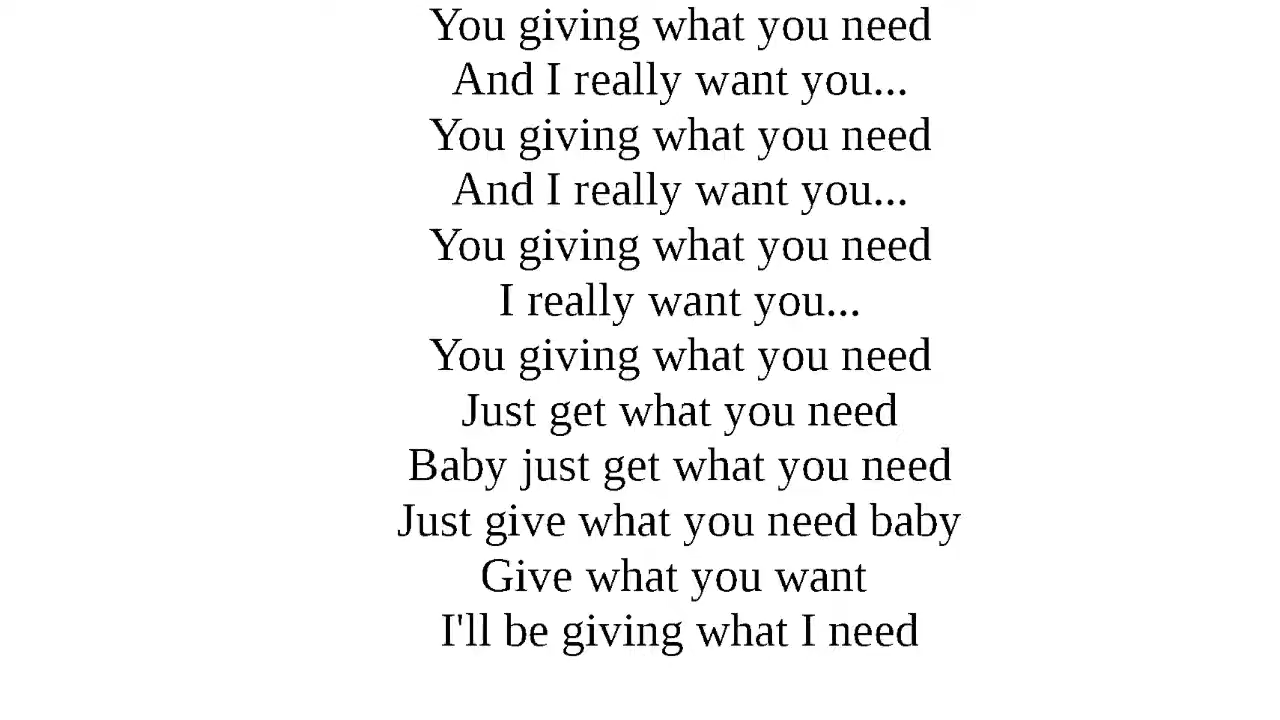 You giving what you need
And I really want you...
You giving what you need
And I really want you...
You giving what you need
I really want you...
You giving what you need
Just get what you need
Baby just get what you need
Just give what you need baby
Give what you want
I'll be giving what I need